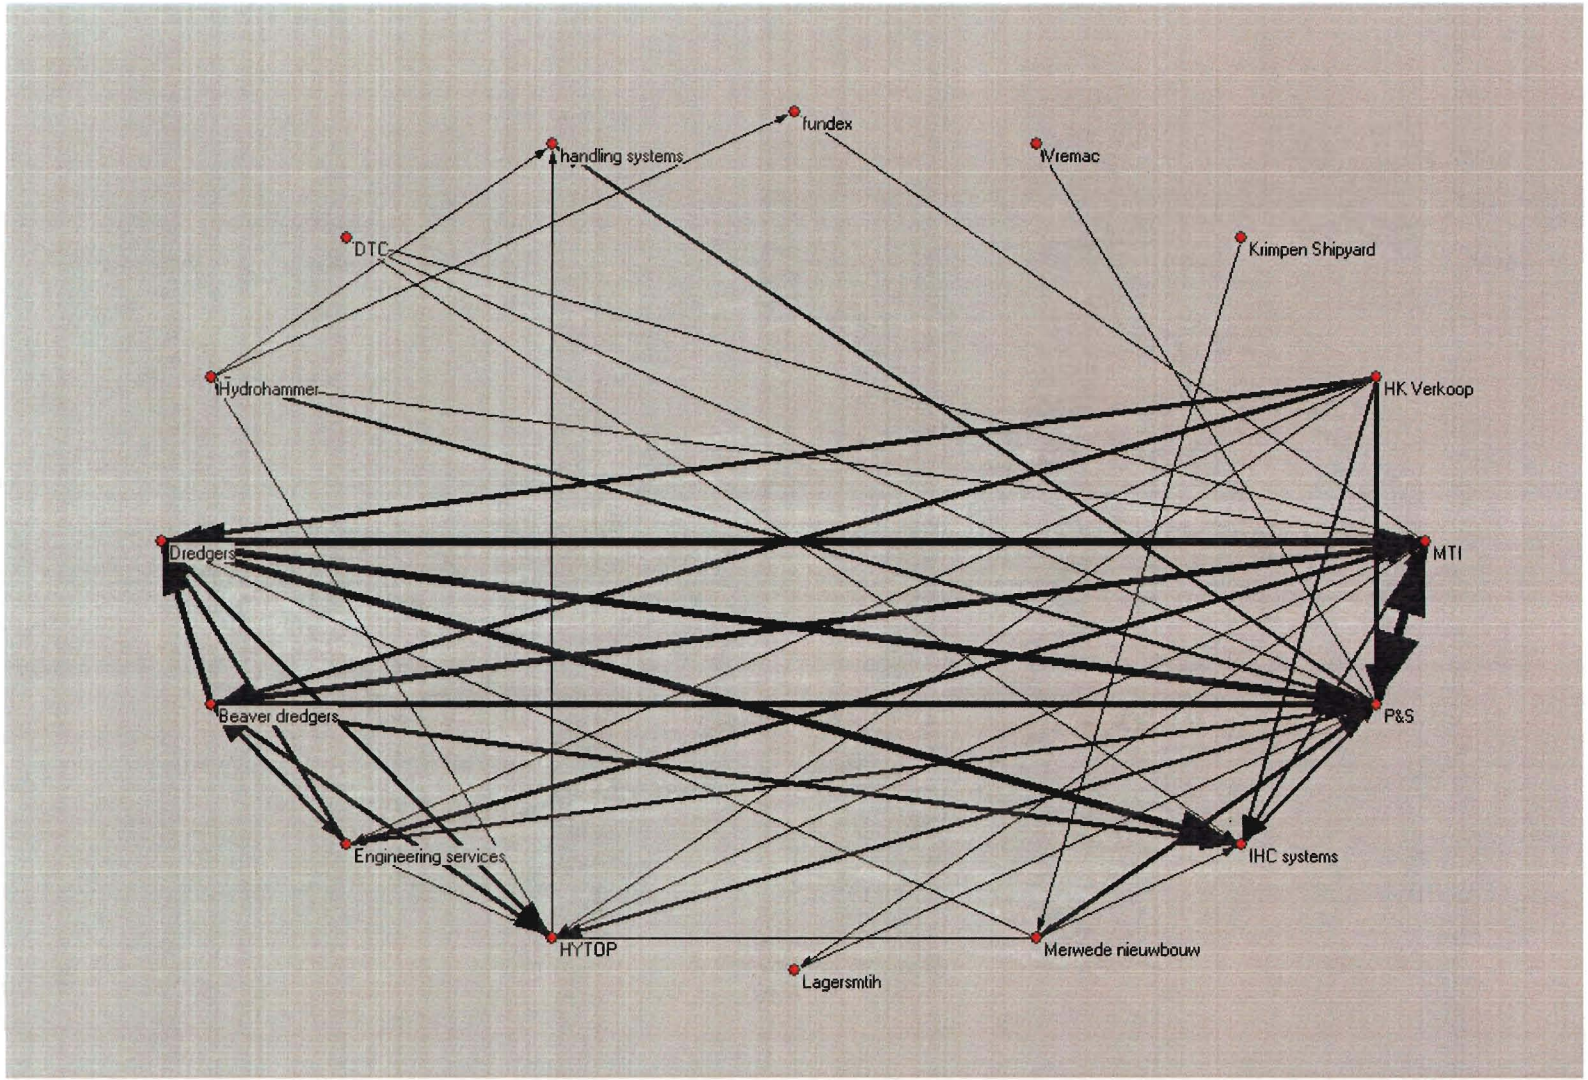 fundex
handling systems
Vremac
DTC
Krimpen Shipyard
Hydrohammer
HK Verkoop
Dredgers
MTI
Beaver dredgers
P&S
Engineering services
IHC systems
HYTOP
Merwede nieuwbouw
Lagersmtih